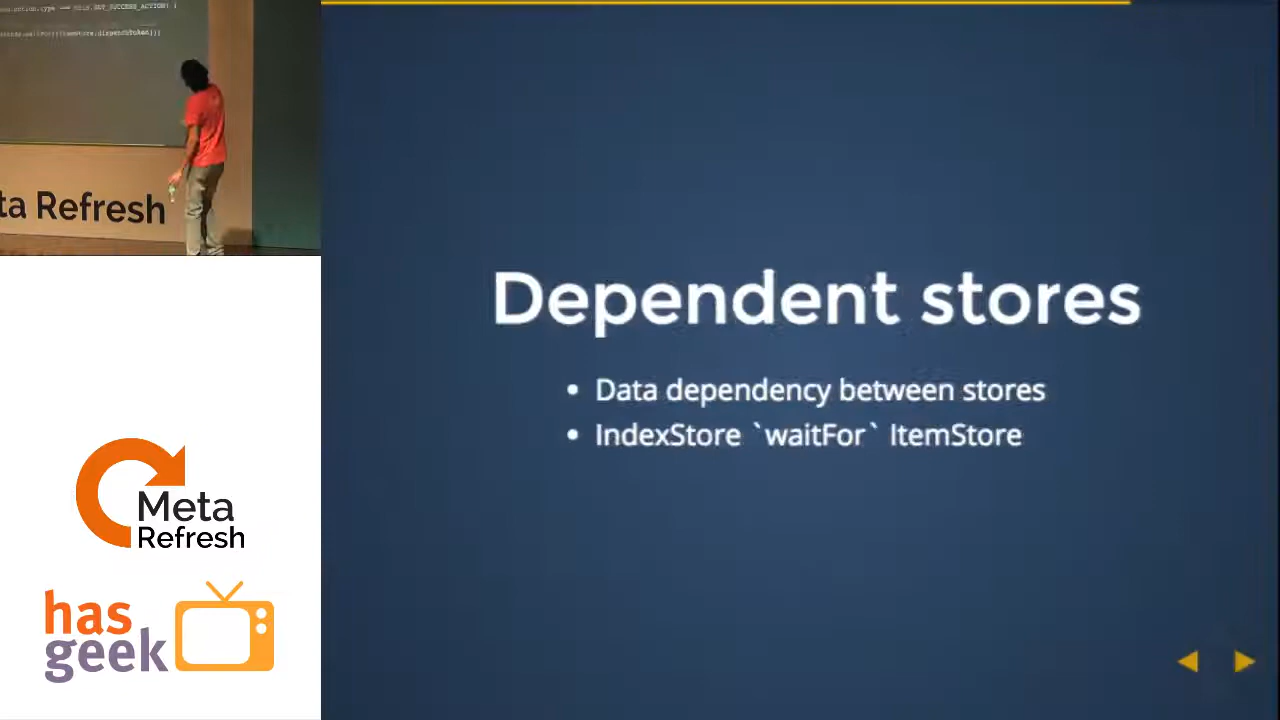 ta Refresh
Meta
Refresh
has
geek
Dependent stores
• Data dependency between stores
• IndexStore `waitFor` ItemStore